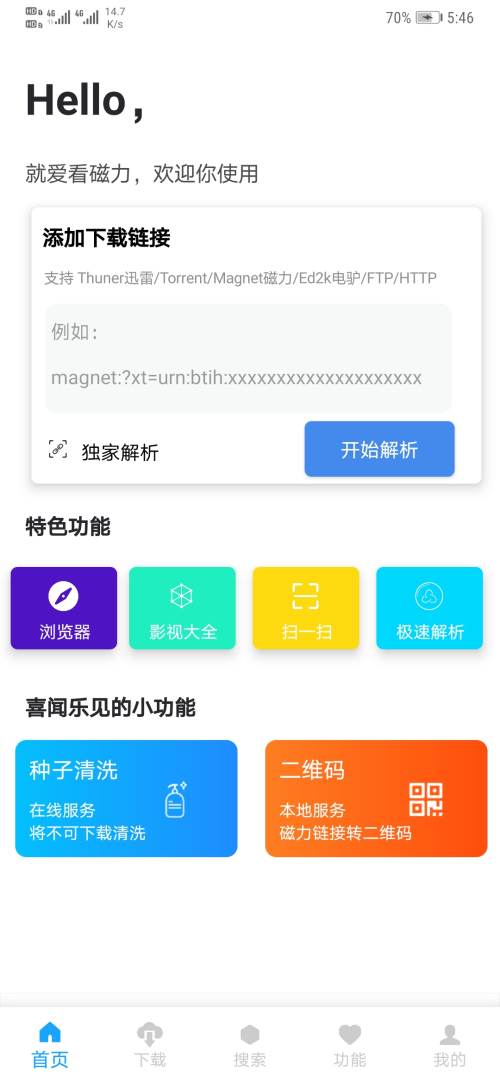 HD 4G 4G 14.7
HD K/s
70% 5:46
Hello，
就爱看磁力，欢迎你使用
添加下载链接
支持 Thuner迅雷/Torrent/Magnet磁力/Ed2k电驴/FTP/HTTP
例如：
magnet:?xt=urn:btih:xxxxxxxxxxxxxxxxxxxx
独家解析
开始解析
特色功能
浏览器 影视大全 扫一扫 极速解析
喜闻乐见的小功能
种子清洗
在线服务
将不可下载清洗
二维码
本地服务
磁力链接转二维码
首页 下载 搜索 功能 我的